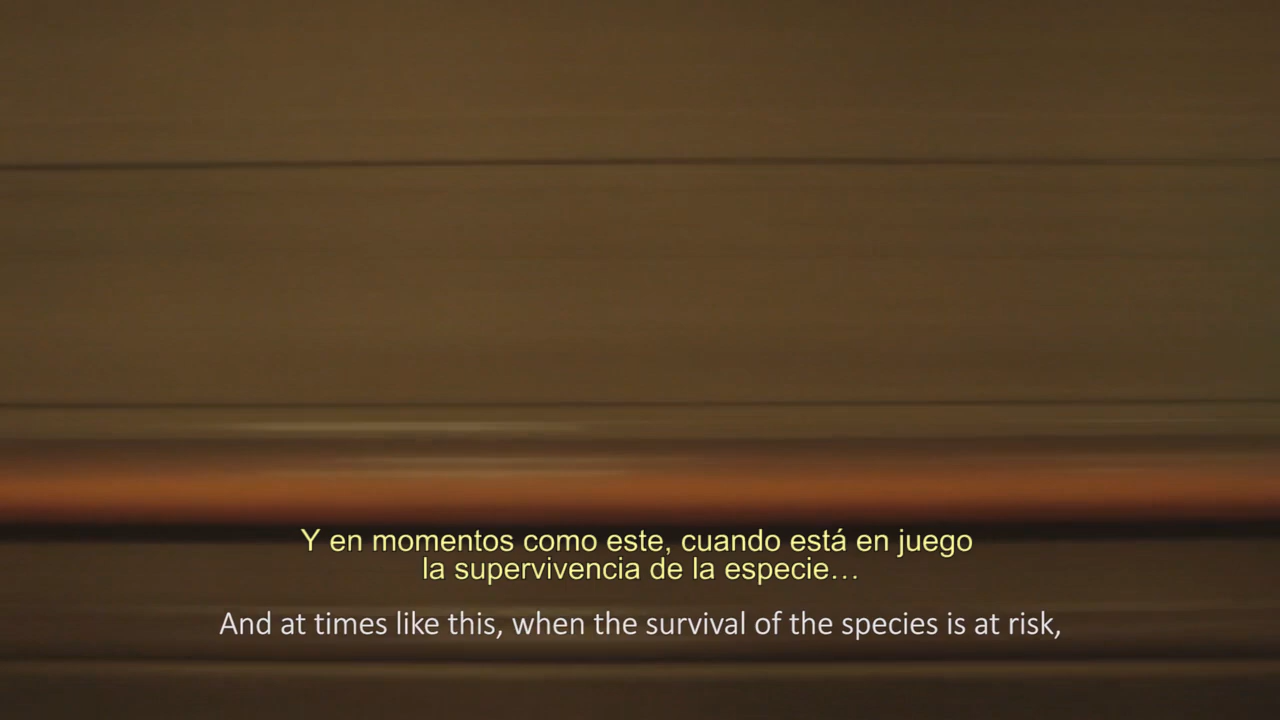 Y en momentos como este, cuando está en juego
la supervivencia de la especie…
And at times like this, when the survival of the species is at risk,